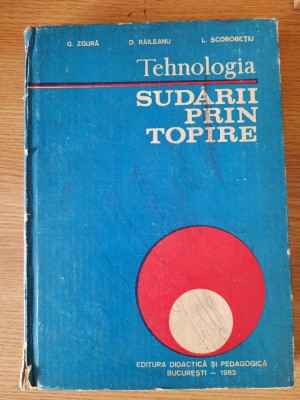 G. ZGURĂ D. RĂILEANU L. SCOROBEȚIU
Tehnologia
SUDĂRII
PRIN
TOPIRE
EDITURA DIDACTICĂ ȘI PEDAGOGICĂ
BUCUREȘTI – 1983